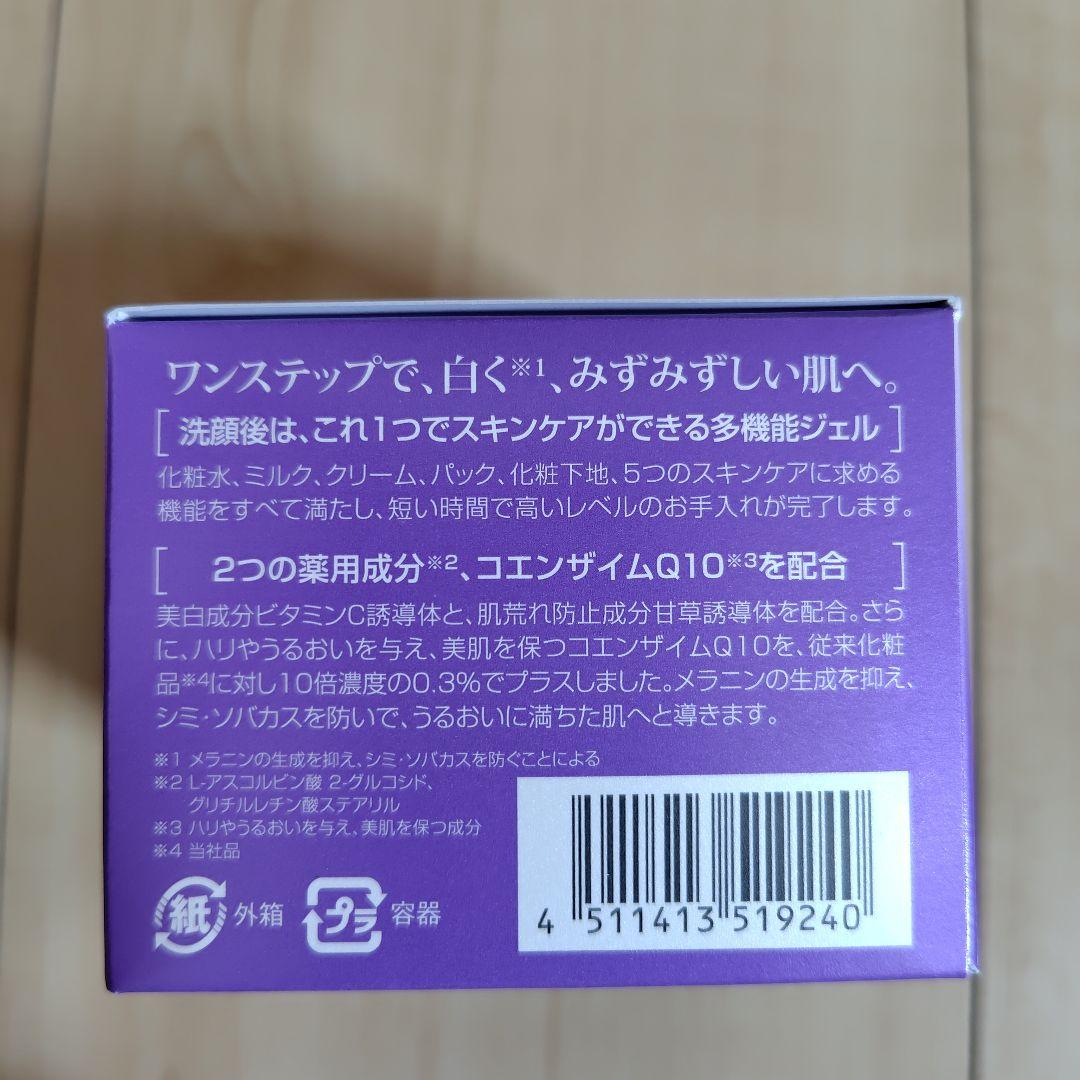 ワンステップで、白く※1、みずみずしい肌へ。
[ 洗顔後は、これ1つでスキンケアができる多機能ジェル ]
化粧水、ミルク、クリーム、パック、化粧下地、5つのスキンケアに求める
機能をすべて満たし、短い時間で高いレベルのお手入れが完了します。
[ 2つの薬用成分※2、コエンザイムQ10※3を配合 ]
美白成分ビタミンC誘導体と、肌荒れ防止成分甘草誘導体を配合。さら
に、ハリやうるおいを与え、美肌を保つコエンザイムQ10を、従来化粧
品※4に対し10倍濃度の0.3%でプラスしました。メラニンの生成を抑え、
シミ・ソバカスを防いで、うるおいに満ちた肌へと導きます。
※1 メラニンの生成を抑え、シミ・ソバカスを防ぐことによる
※2 L-アスコルビン酸 2-グルコシド、
グリチルレチン酸ステアリル
※3 ハリやうるおいを与え、美肌を保つ成分
※4 当社品
紙 外箱 プラ 容器
4 511413 519240